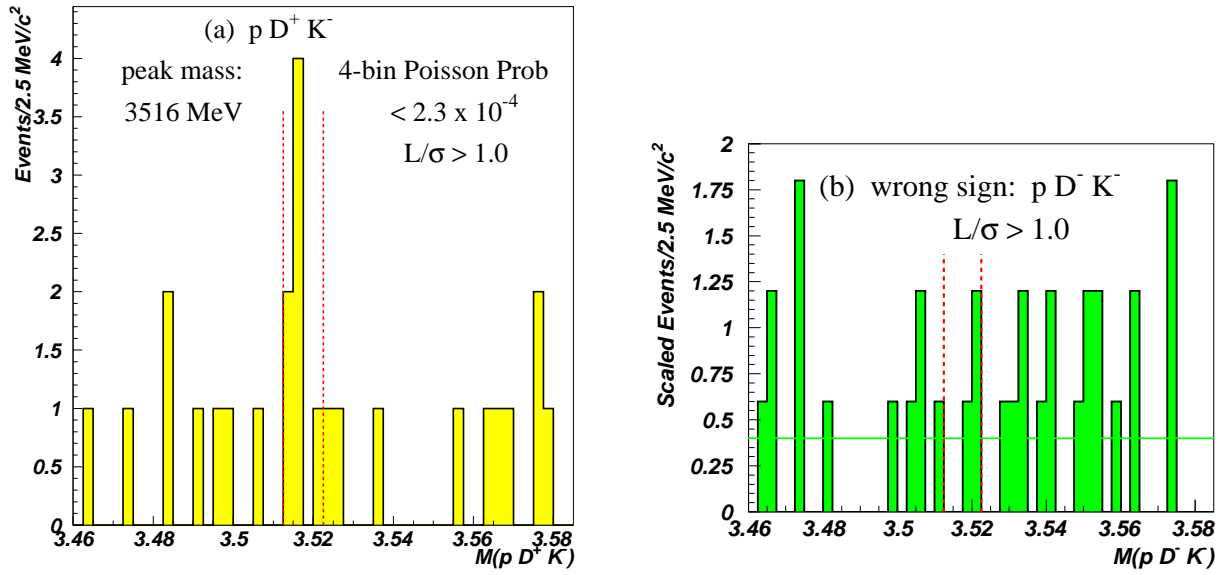 (a) p D⁺ K⁻
peak mass:
3516 MeV
4-bin Poisson Prob
< 2.3 x 10⁻⁴
L/σ > 1.0
Events/2.5 MeV/c²
4
3.5
3
2.5
2
1.5
1
0.5
0
3.46
3.48
3.5
3.52
3.54
3.56
3.58
M(p D⁺ K⁻)
(b) wrong sign: p D⁻ K⁻
L/σ > 1.0
Scaled Events/2.5 MeV/c²
2
1.75
1.5
1.25
1
0.75
0.5
0.25
0
3.46
3.48
3.5
3.52
3.54
3.56
3.58
M(p D⁻ K⁻)